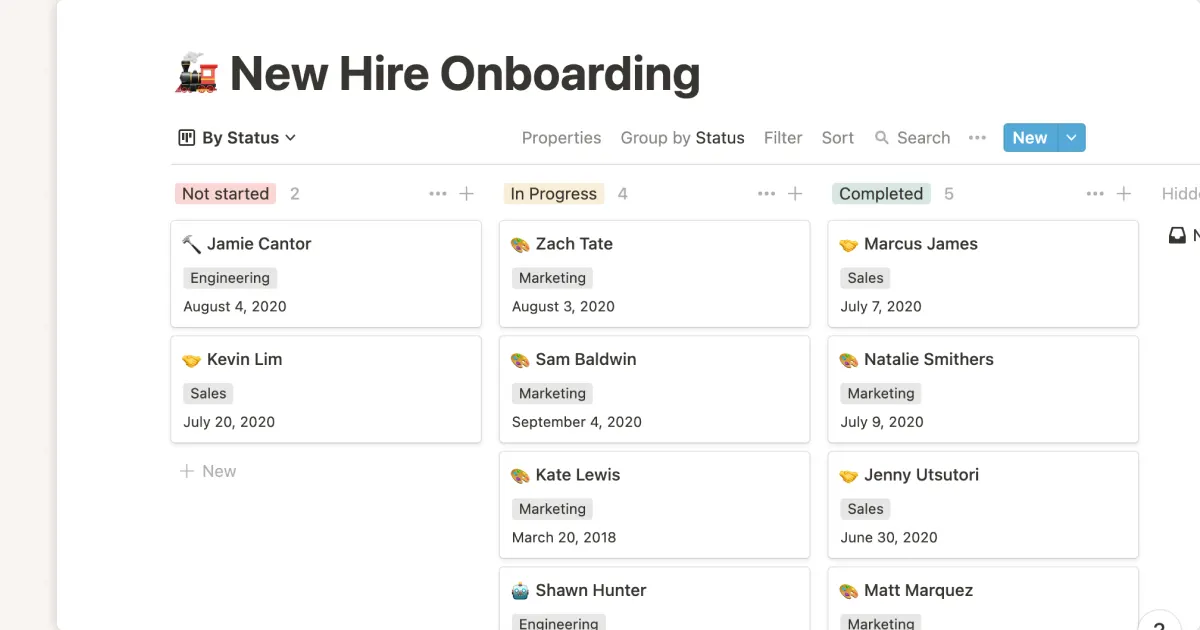 New Hire Onboarding
By Status Properties Group by Status Filter Sort Search New
Not started 2
Jamie Cantor
Engineering
August 4, 2020
Kevin Lim
Sales
July 20, 2020
New
In Progress 4
Zach Tate
Marketing
August 3, 2020
Sam Baldwin
Marketing
September 4, 2020
Kate Lewis
Marketing
March 20, 2018
Shawn Hunter
Engineering
Completed 5
Marcus James
Sales
July 7, 2020
Natalie Smithers
Marketing
July 9, 2020
Jenny Utsutori
Sales
June 30, 2020
Matt Marquez
Marketing
?